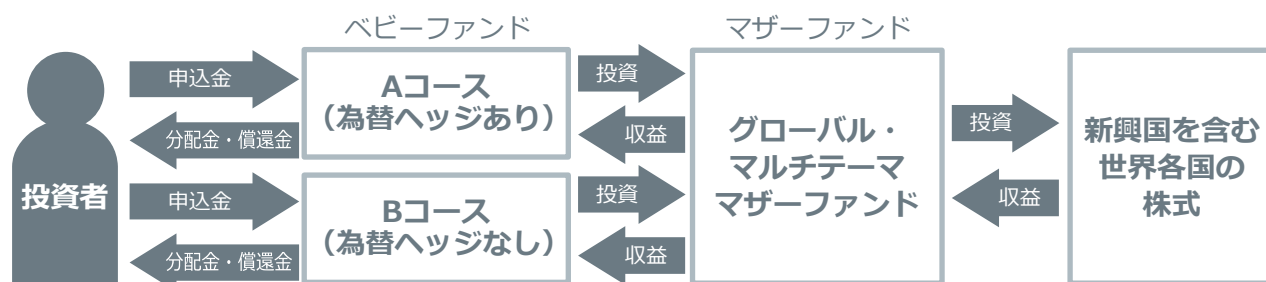 ベビーファンド
マザーファンド
投資者
申込金
分配金・償還金
申込金
分配金・償還金
Aコース
（為替ヘッジあり）
Bコース
（為替ヘッジなし）
投資
収益
投資
収益
グローバル・
マルチテーマ
マザーファンド
投資
収益
新興国を含む
世界各国の
株式